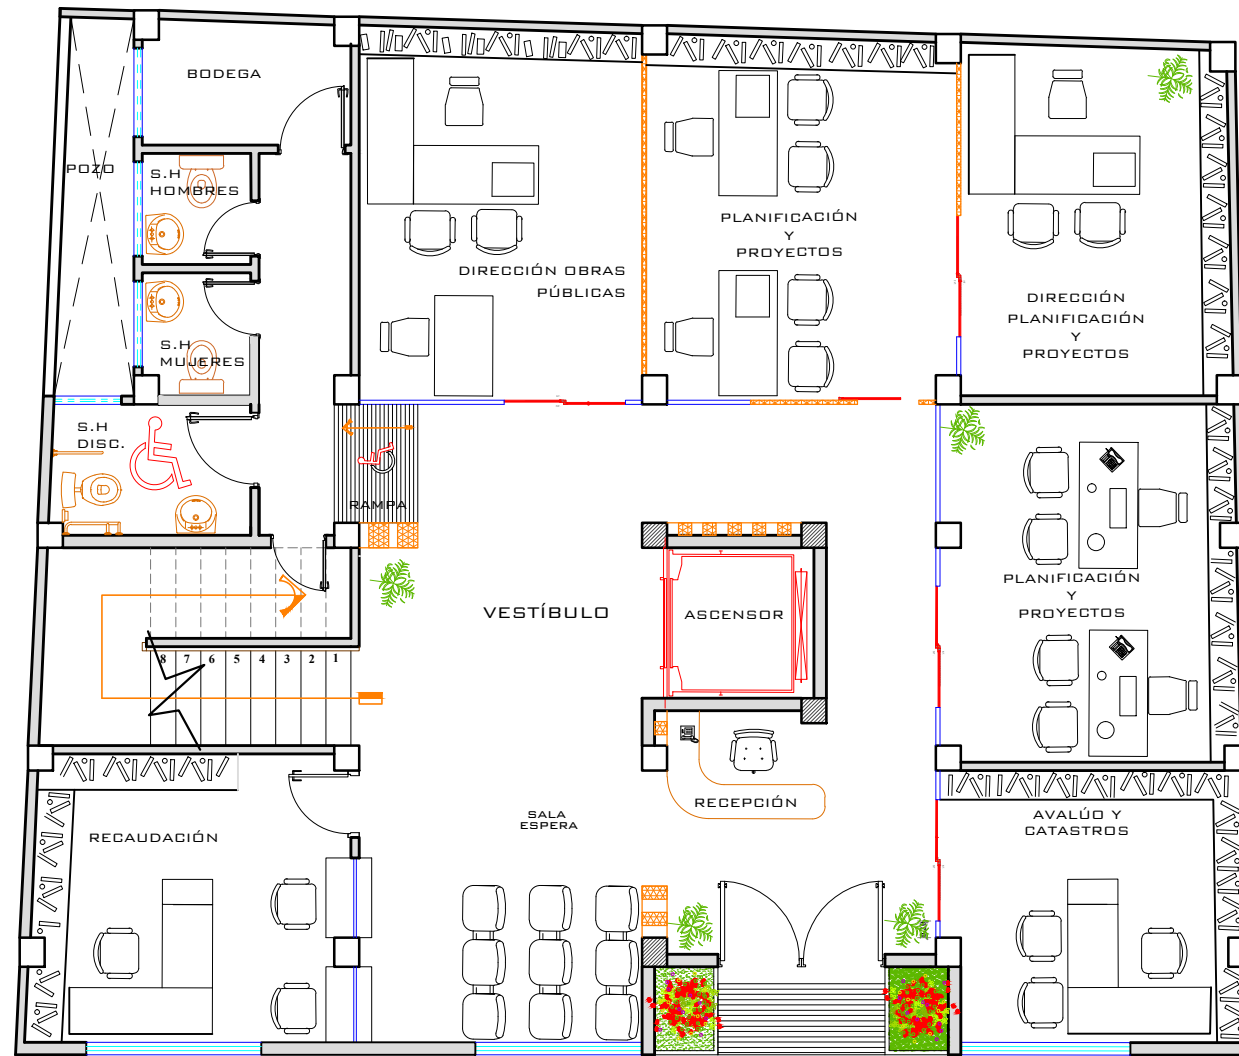 BODEGA
POZO
S.H
HOMBRES
S.H
MUJERES
S.H
DISC.
RAMPA
DIRECCIÓN OBRAS
PÚBLICAS
PLANIFICACIÓN
Y
PROYECTOS
DIRECCIÓN
PLANIFICACIÓN
Y
PROYECTOS
PLANIFICACIÓN
Y
PROYECTOS
VESTÍBULO
ASCENSOR
8 7 6 5 4 3 2 1
RECEPCIÓN
SALA
ESPERA
RECAUDACIÓN
AVALÚO Y
CATASTROS